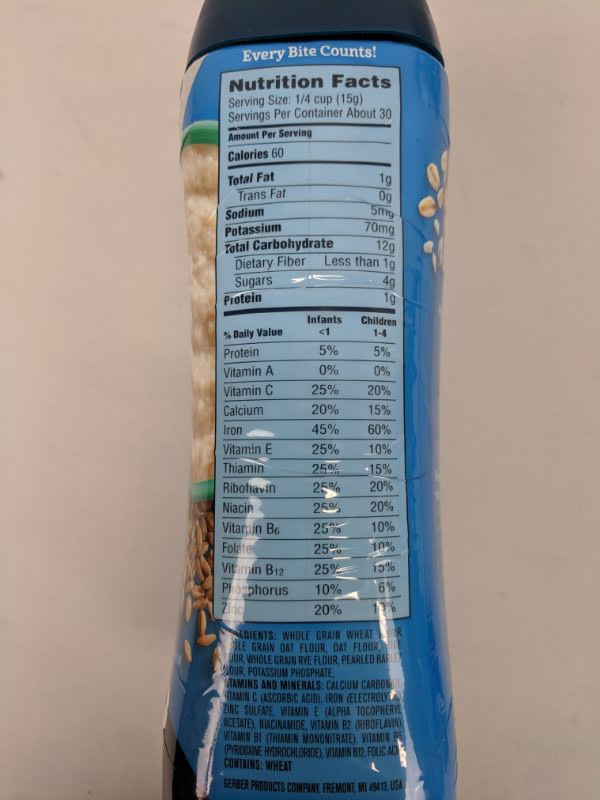 Every Bite Counts!
Nutrition Facts
Serving Size: 1/4 cup (15g)
Servings Per Container About 30
Amount Per Serving
Calories 60
Total Fat 1g
Trans Fat 0g
Sodium 5mg
Potassium 70mg
Total Carbohydrate 12g
Dietary Fiber Less than 1g
Sugars 4g
Protein 1g
% Daily Value Infants <1 Children 1-4
Protein 5% 5%
Vitamin A 0% 0%
Vitamin C 25% 20%
Calcium 20% 15%
Iron 45% 60%
Vitamin E 25% 10%
Thiamin 25% 15%
Riboflavin 25% 20%
Niacin 25% 20%
Vitamin B6 25% 10%
Folate 25% 10%
Vitamin B12 25% 15%
Phosphorus 10% 6%
Zinc 20%
INGREDIENTS: WHOLE GRAIN WHEAT FLOUR,
WHOLE GRAIN OAT FLOUR, OAT FLOUR, RICE
FLOUR, WHOLE GRAIN RYE FLOUR, PEARLED BARLEY
FLOUR, POTASSIUM PHOSPHATE,
VITAMINS AND MINERALS: CALCIUM CARBONATE,
VITAMIN C (ASCORBIC ACID), IRON (ELECTROLYTIC),
ZINC SULFATE, VITAMIN E (ALPHA TOCOPHERYL
ACETATE), NIACINAMIDE, VITAMIN B2 (RIBOFLAVIN),
VITAMIN B1 (THIAMIN MONONITRATE), VITAMIN B6
(PYRIDOXINE HYDROCHLORIDE), VITAMIN B12, FOLIC ACID
CONTAINS: WHEAT
GERBER PRODUCTS COMPANY, FREMONT, MI 49413, USA